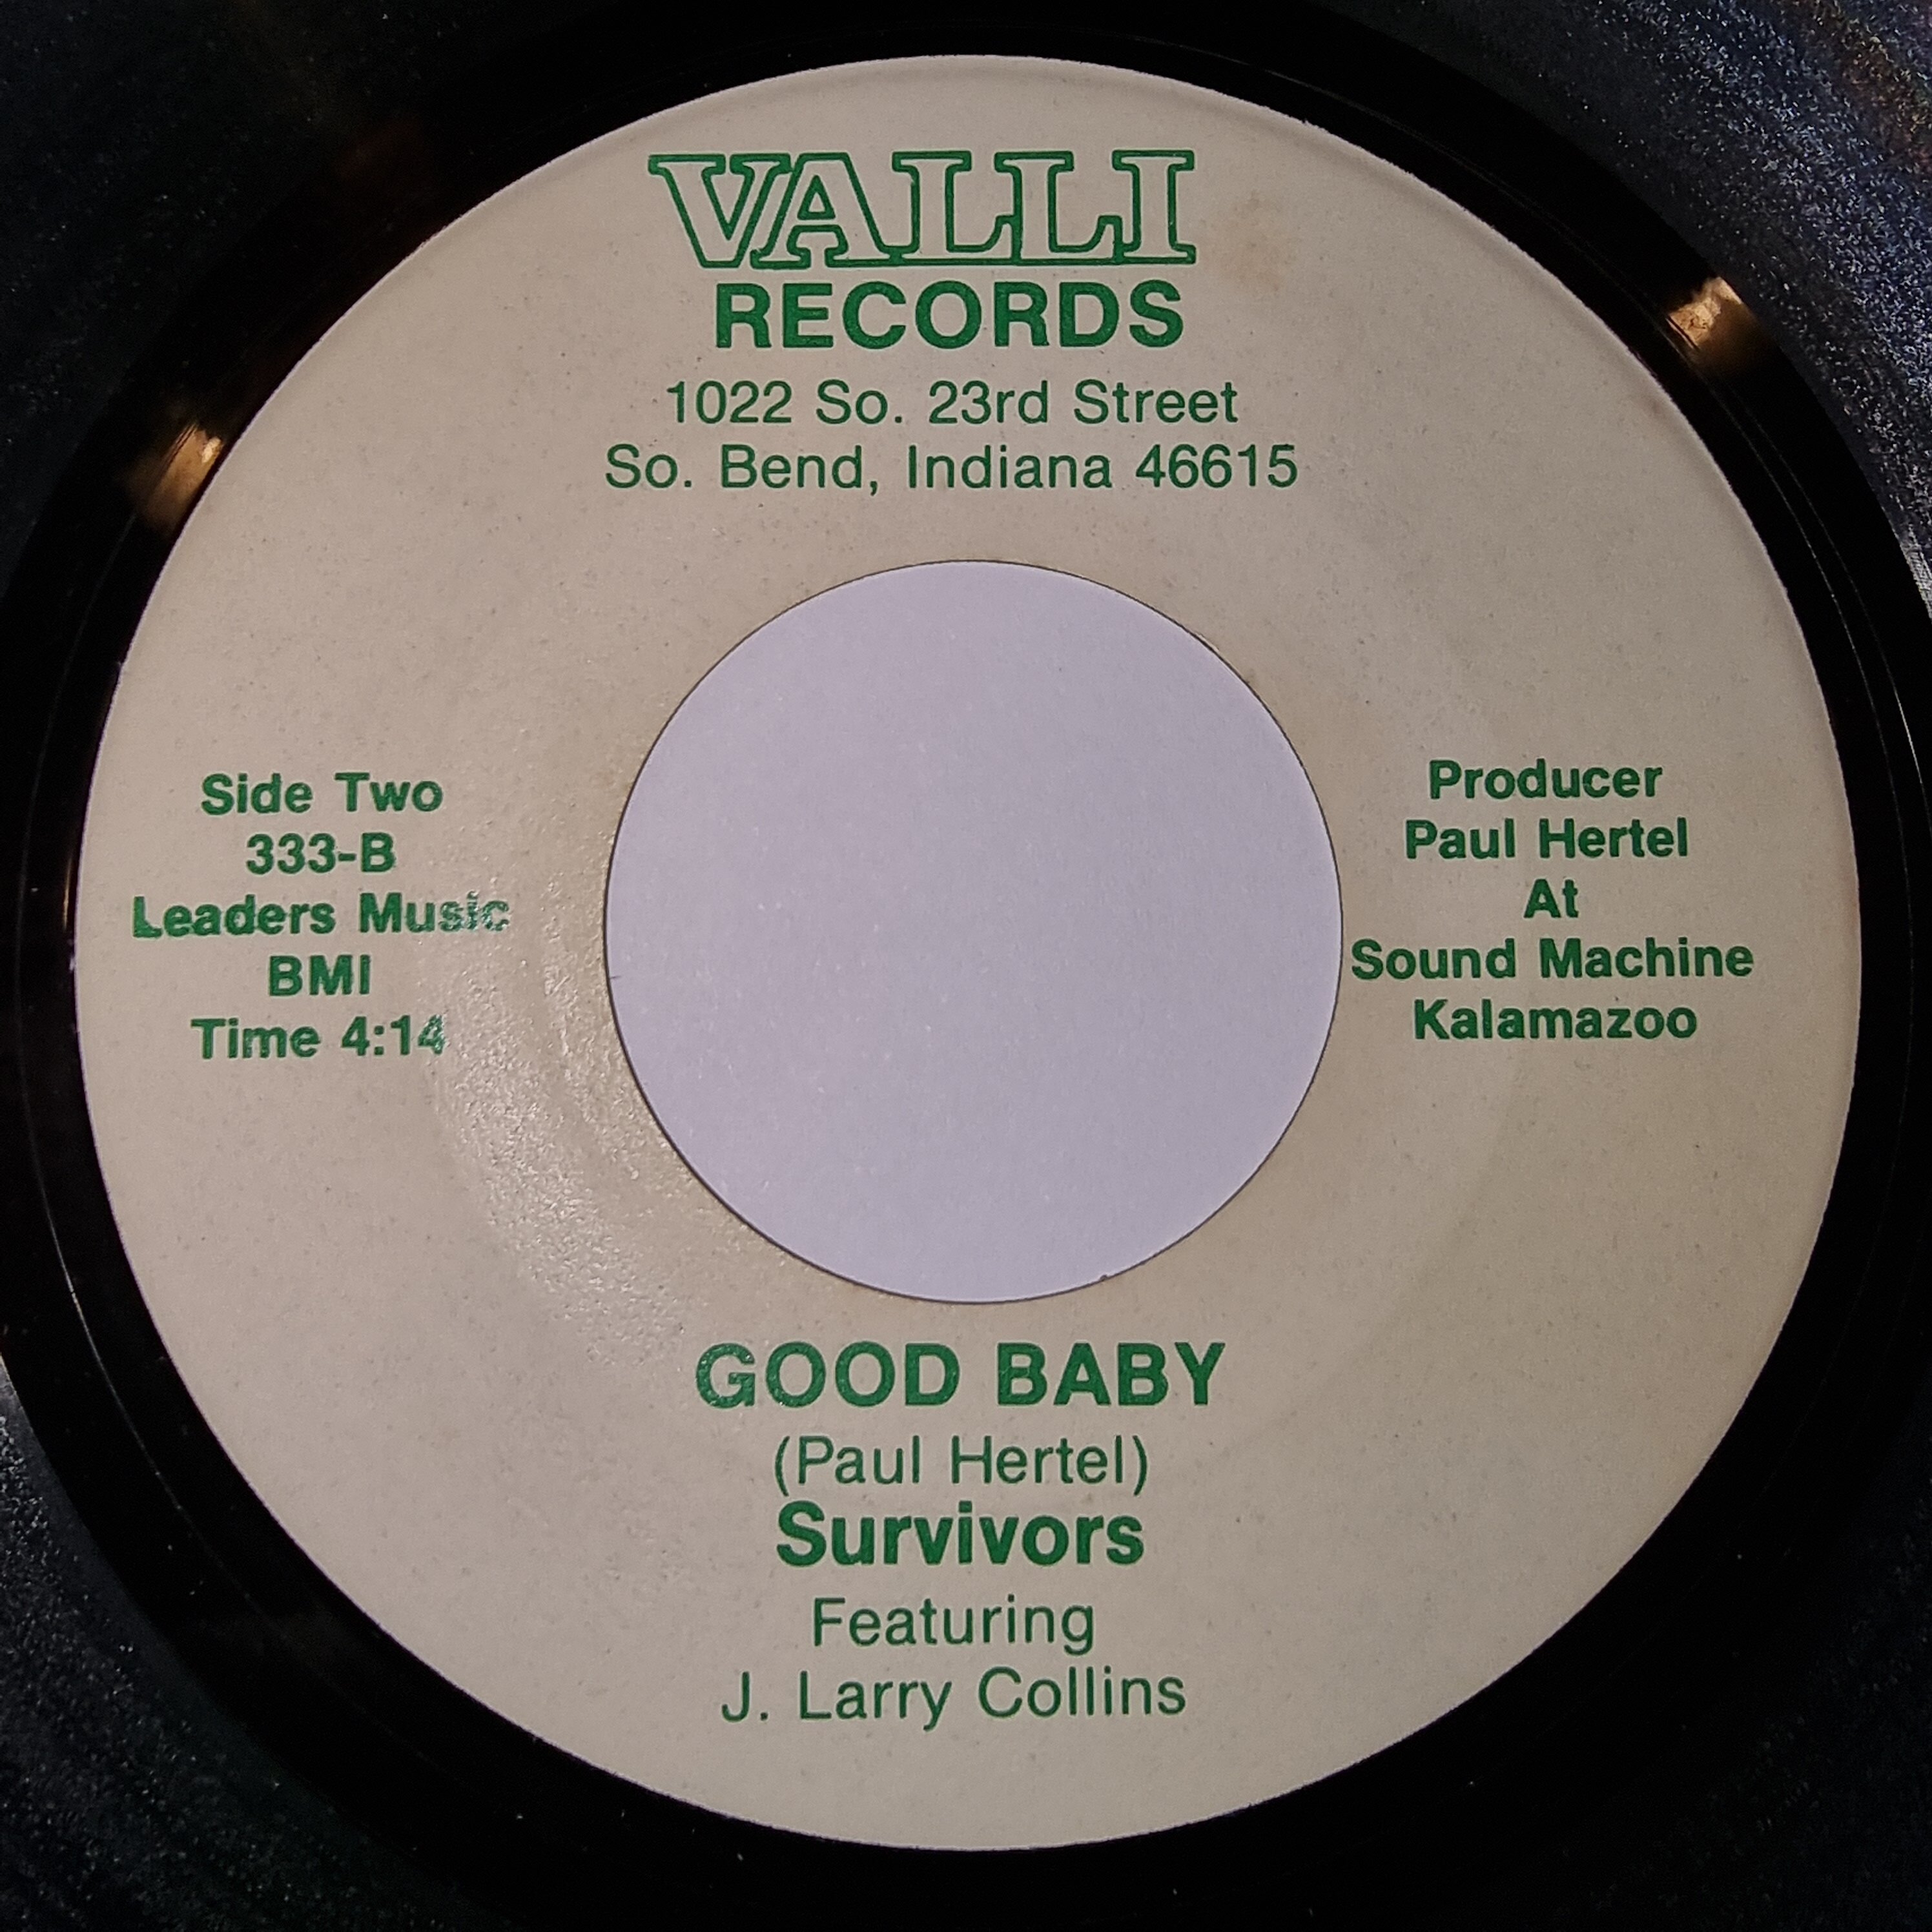 VALLI
RECORDS
1022 So. 23rd Street
So. Bend, Indiana 46615
Side Two
333-B
Leaders Music
BMI
Time 4:14
Producer
Paul Hertel
At
Sound Machine
Kalamazoo
GOOD BABY
(Paul Hertel)
Survivors
Featuring
J. Larry Collins